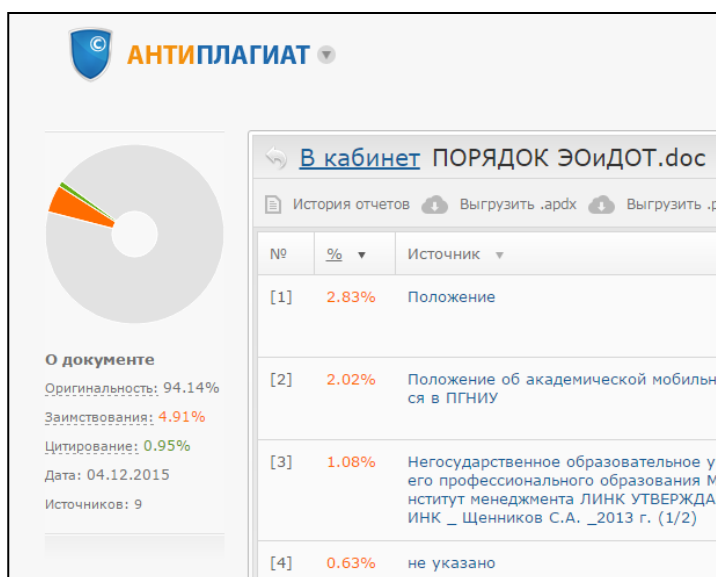 АНТИПЛАГИАТ
В кабинет ПОРЯДОК ЭОиДОТ.doc
История отчетов Выгрузить .apdx Выгрузить .p
№ % Источник
[1] 2.83% Положение
[2] 2.02% Положение об академической мобильн
ся в ПГНИУ
[3] 1.08% Негосударственное образовательное у
его профессионального образования М
нститут менеджмента ЛИНК УТВЕРЖДА
ИНК _ Щенников С.А. _2013 г. (1/2)
[4] 0.63% не указано
О документе
Оригинальность: 94.14%
Заимствования: 4.91%
Цитирование: 0.95%
Дата: 04.12.2015
Источников: 9